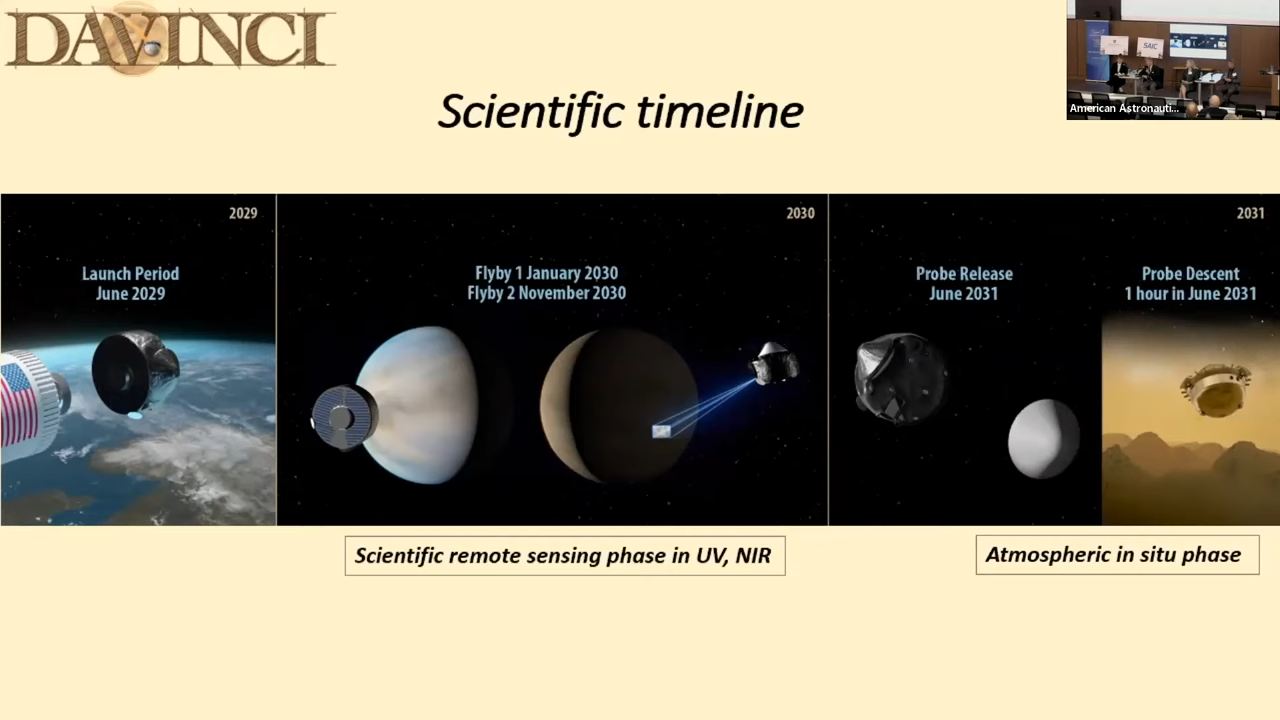 DAVINCI
Scientific timeline
SAIC
American Astronauti...
2029
Launch Period
June 2029
2030
Flyby 1 January 2030
Flyby 2 November 2030
Probe Release
June 2031
2031
Probe Descent
1 hour in June 2031
Scientific remote sensing phase in UV, NIR
Atmospheric in situ phase